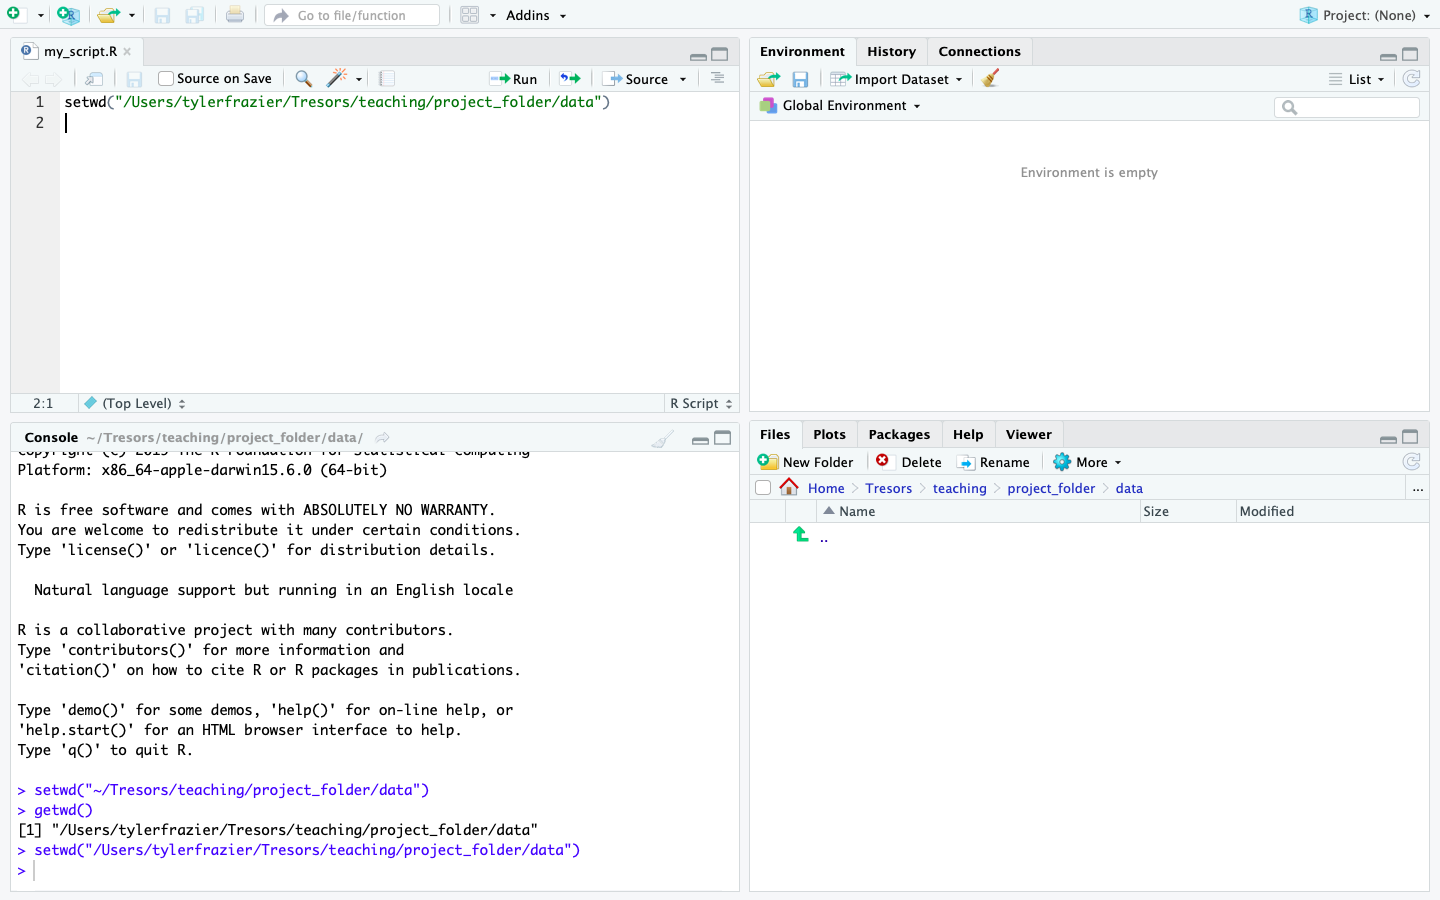 Go to file/function
Addins
Project: (None)
my_script.R
Source on Save
Run
Source
1 setwd("/Users/tylerfrazier/Tresors/teaching/project_folder/data")
2
2:1 (Top Level) R Script
Console ~/Tresors/teaching/project_folder/data/
Copyright (C) 2019 The R Foundation for Statistical Computing
Platform: x86_64-apple-darwin15.6.0 (64-bit)
R is free software and comes with ABSOLUTELY NO WARRANTY.
You are welcome to redistribute it under certain conditions.
Type 'license()' or 'licence()' for distribution details.
Natural language support but running in an English locale
R is a collaborative project with many contributors.
Type 'contributors()' for more information and
'citation()' on how to cite R or R packages in publications.
Type 'demo()' for some demos, 'help()' for on-line help, or
'help.start()' for an HTML browser interface to help.
Type 'q()' to quit R.
> setwd("~/Tresors/teaching/project_folder/data")
> getwd()
[1] "/Users/tylerfrazier/Tresors/teaching/project_folder/data"
> setwd("/Users/tylerfrazier/Tresors/teaching/project_folder/data")
>
Environment History Connections
Import Dataset List
Global Environment
Environment is empty
Files Plots Packages Help Viewer
New Folder Delete Rename More
Home > Tresors > teaching > project_folder > data ...
Name Size Modified
..